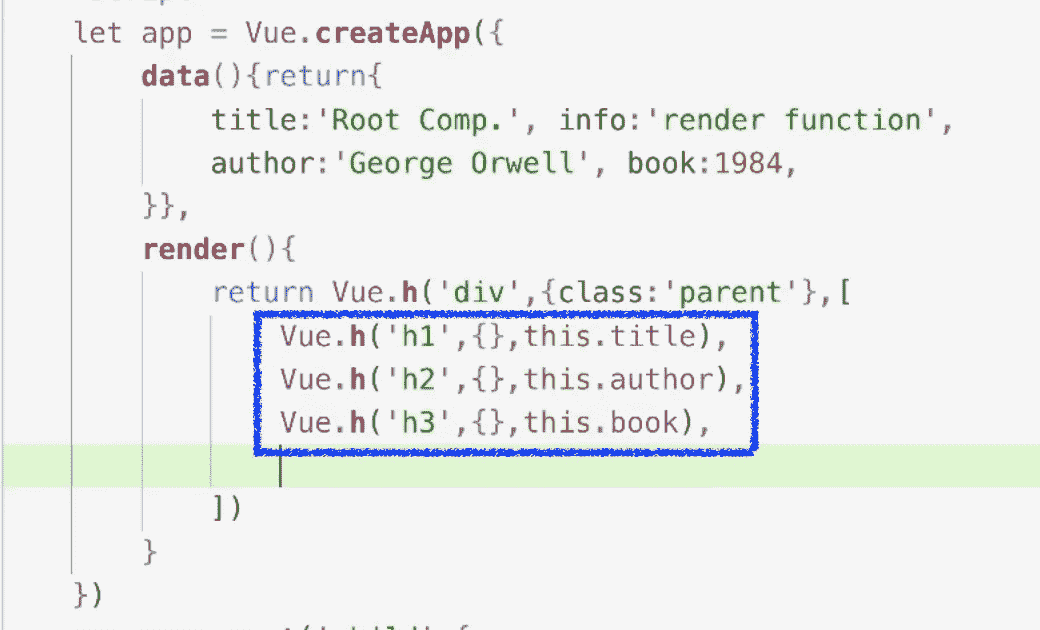 let app = Vue.createApp({
data(){return{
title:'Root Comp.', info:'render function',
author:'George Orwell', book:1984,
}},
render(){
return Vue.h('div',{class:'parent'},[
Vue.h('h1',{},this.title),
Vue.h('h2',{},this.author),
Vue.h('h3',{},this.book),
])
}
})